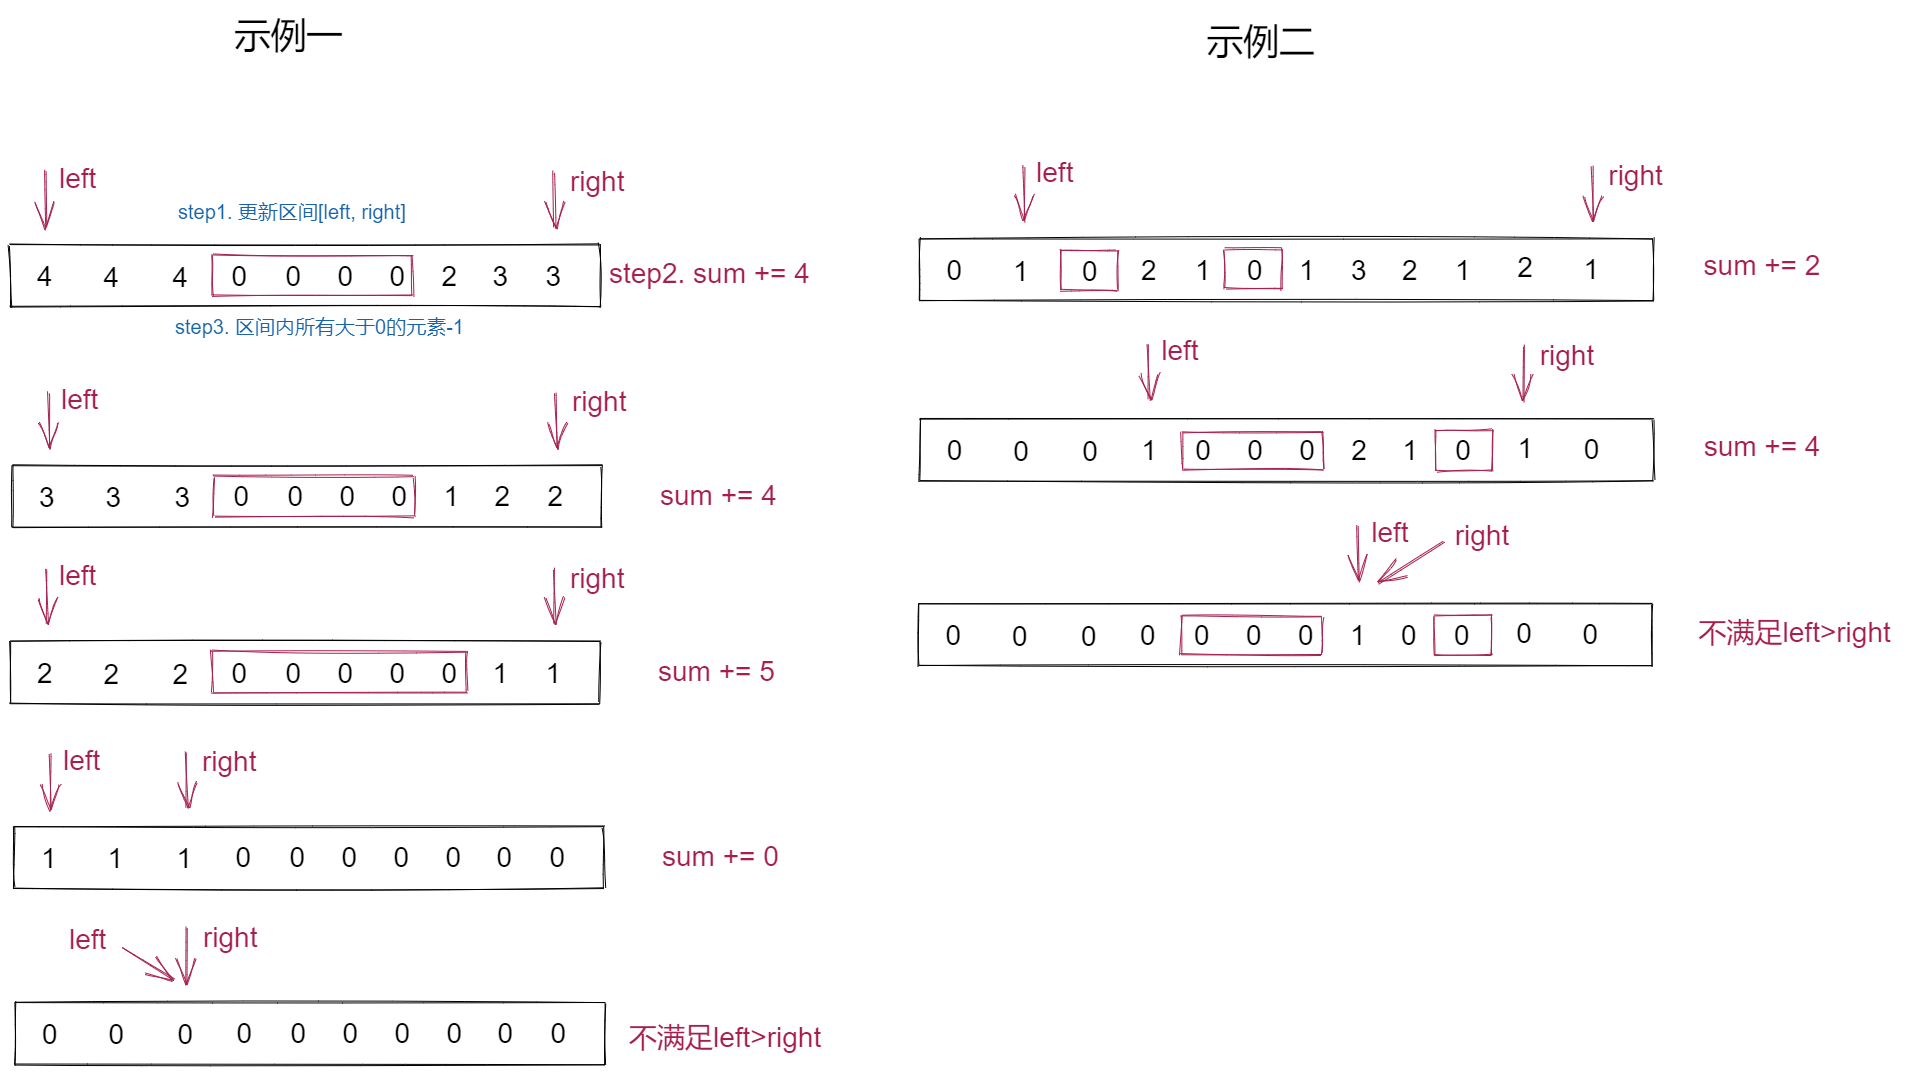 示例一
left
right
step1. 更新区间[left, right]
4 4 4 0 0 0 0 2 3 3
step2. sum += 4
step3. 区间内所有大于0的元素-1
left
right
3 3 3 0 0 0 0 1 2 2
sum += 4
left
right
2 2 2 0 0 0 0 0 1 1
sum += 5
left
right
1 1 1 0 0 0 0 0 0 0
sum += 0
left
right
0 0 0 0 0 0 0 0 0 0
不满足left>right
示例二
left
right
0 1 0 2 1 0 1 3 2 1 2 1
sum += 2
left
right
0 0 0 1 0 0 0 2 1 0 1 0
sum += 4
left
right
0 0 0 0 0 0 0 1 0 0 0 0
不满足left>right